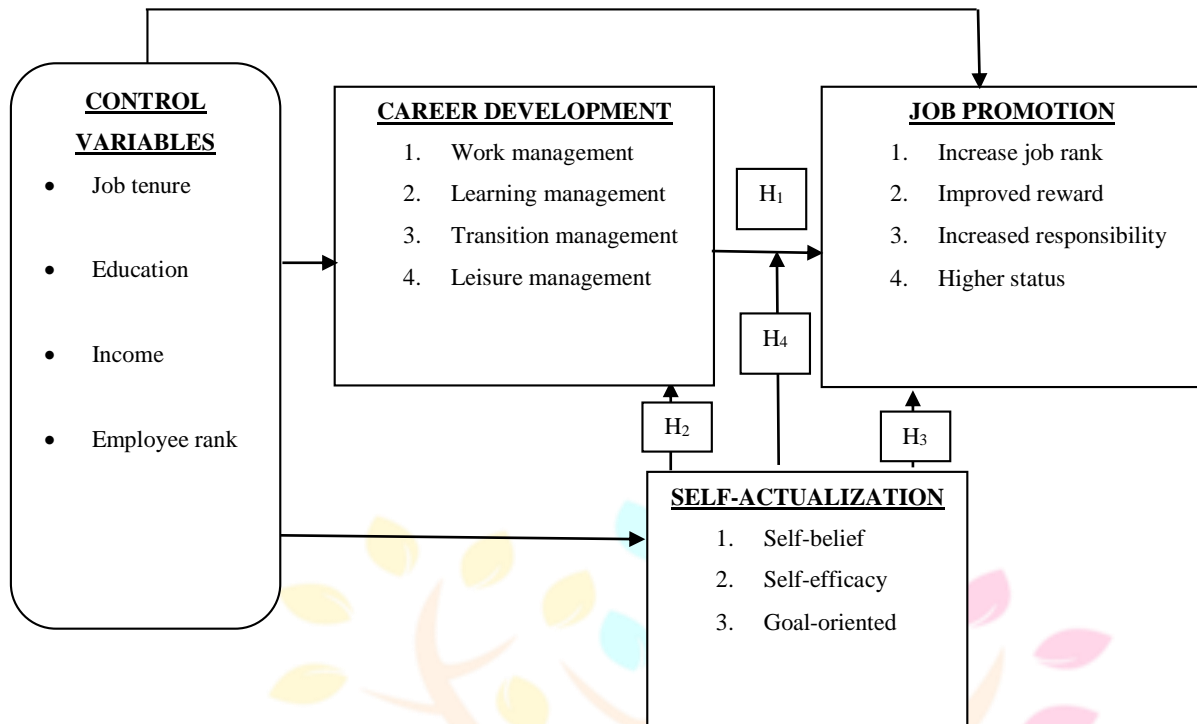 CONTROL
VARIABLES
• Job tenure
• Education
• Income
• Employee rank
CAREER DEVELOPMENT
1. Work management
2. Learning management
3. Transition management
4. Leisure management
H₁
JOB PROMOTION
1. Increase job rank
2. Improved reward
3. Increased responsibility
4. Higher status
H₄
H₂
H₃
SELF-ACTUALIZATION
1. Self-belief
2. Self-efficacy
3. Goal-oriented